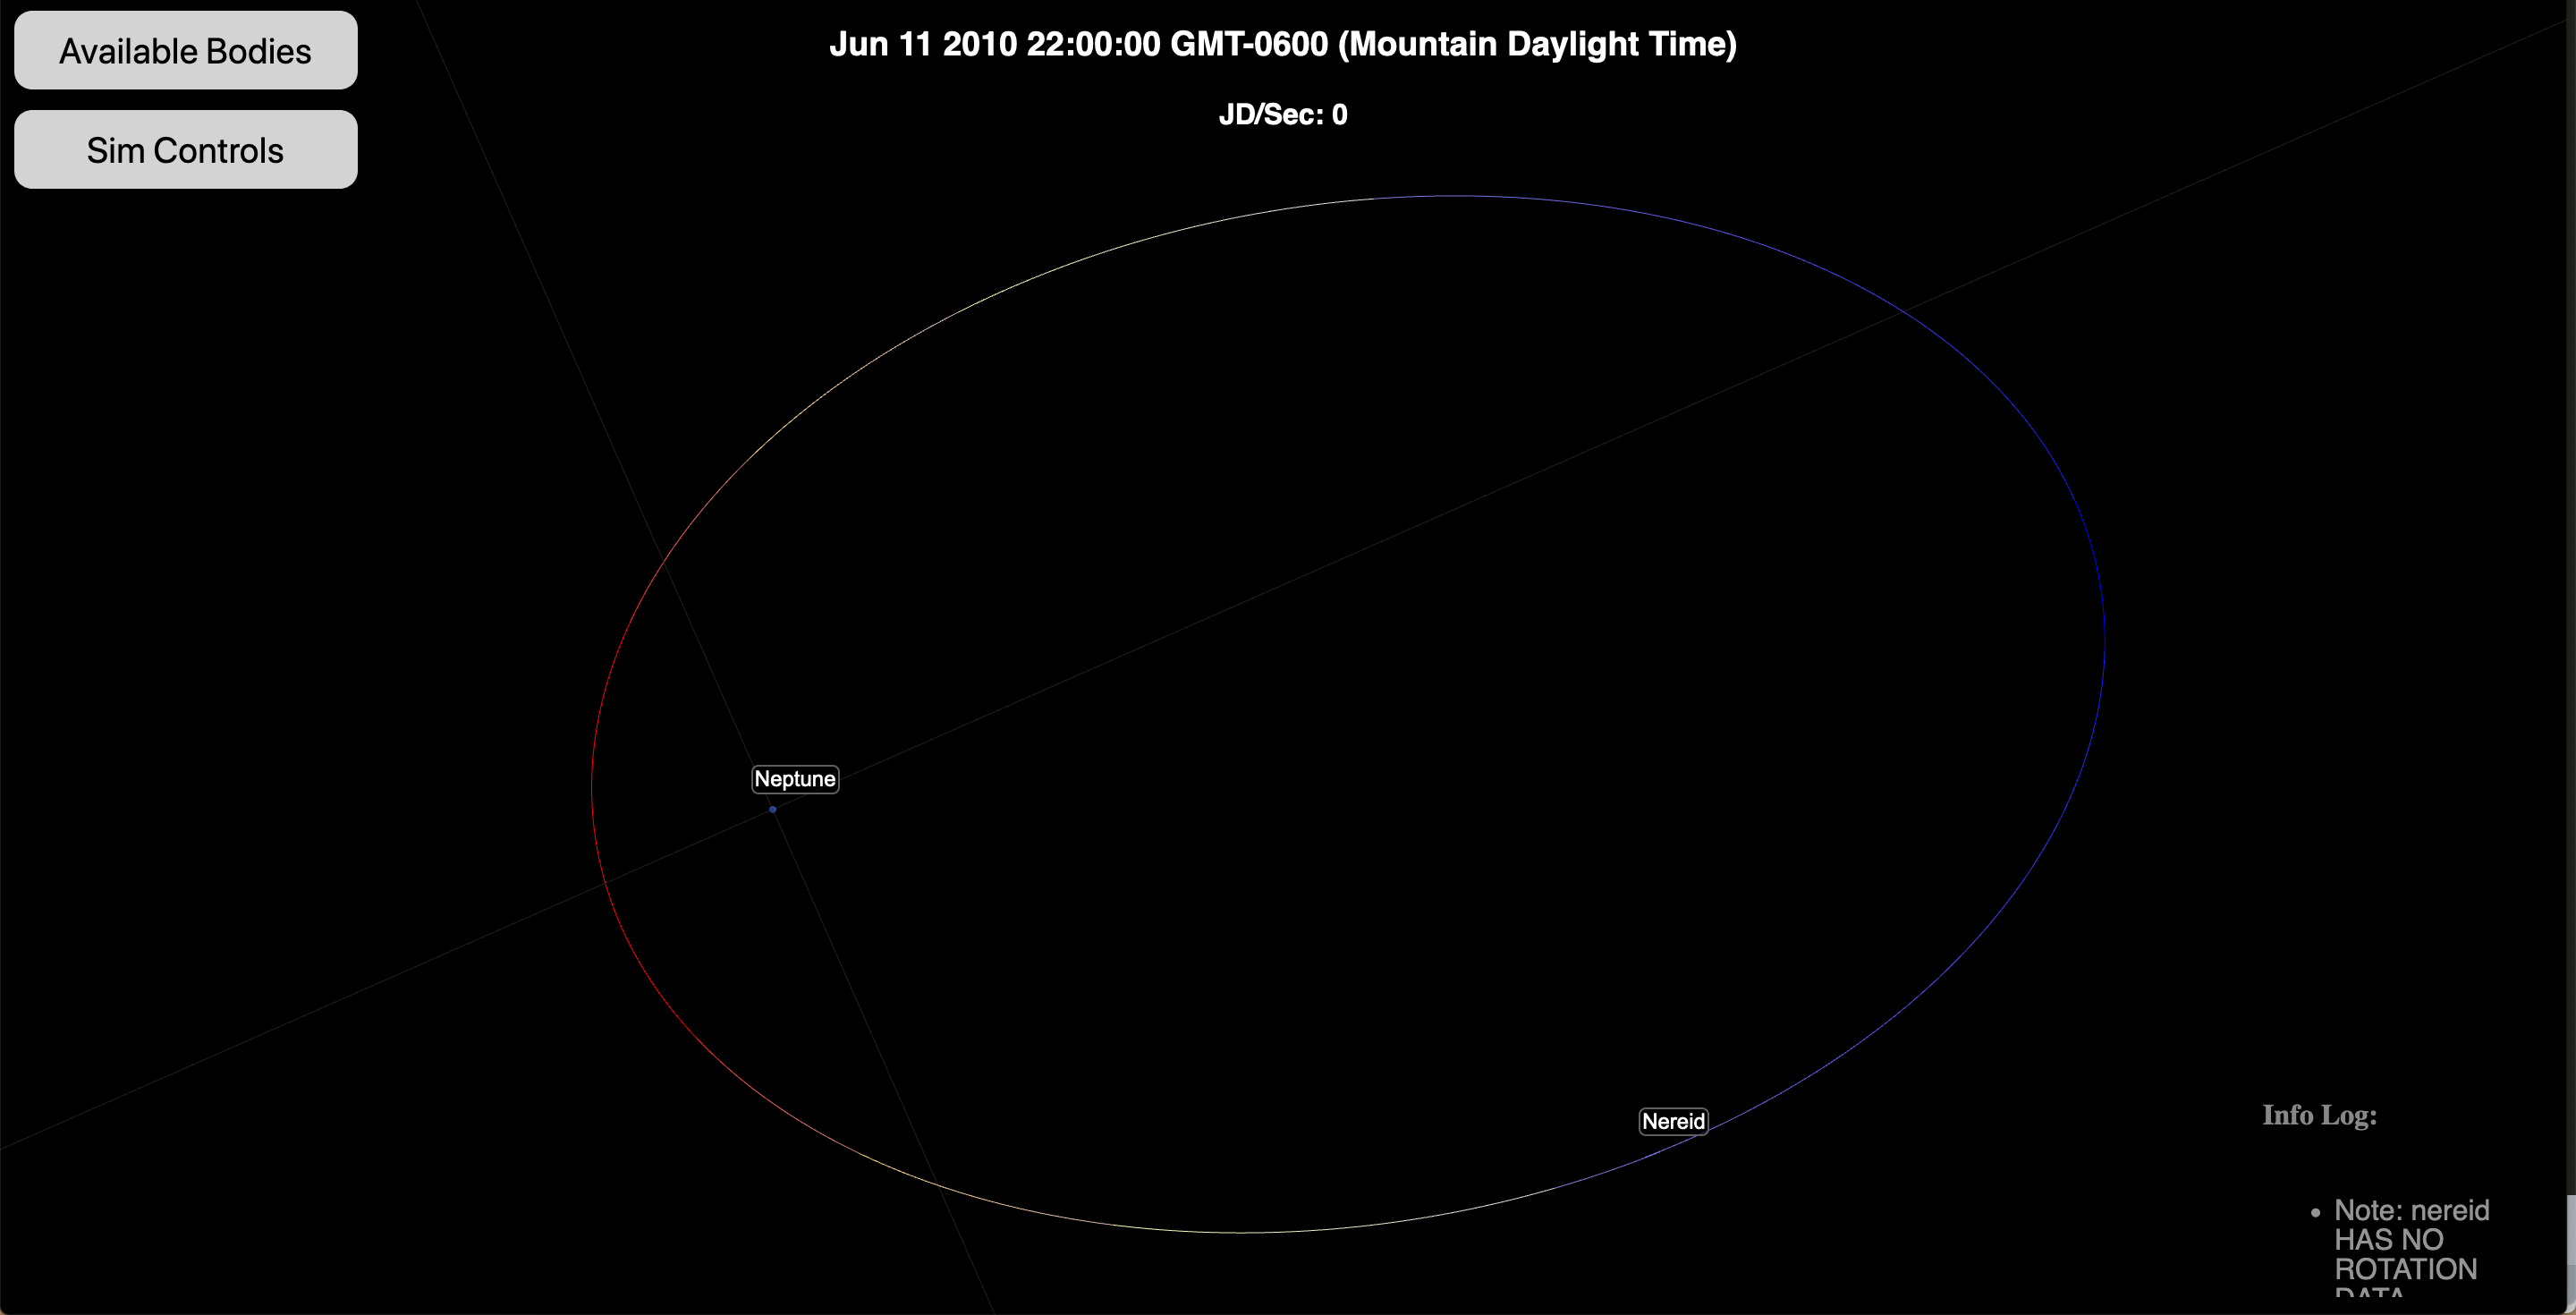 Available Bodies
Sim Controls
Jun 11 2010 22:00:00 GMT-0600 (Mountain Daylight Time)
JD/Sec: 0
Neptune
Nereid
Info Log:
Note: nereid
HAS NO
ROTATION
DATA